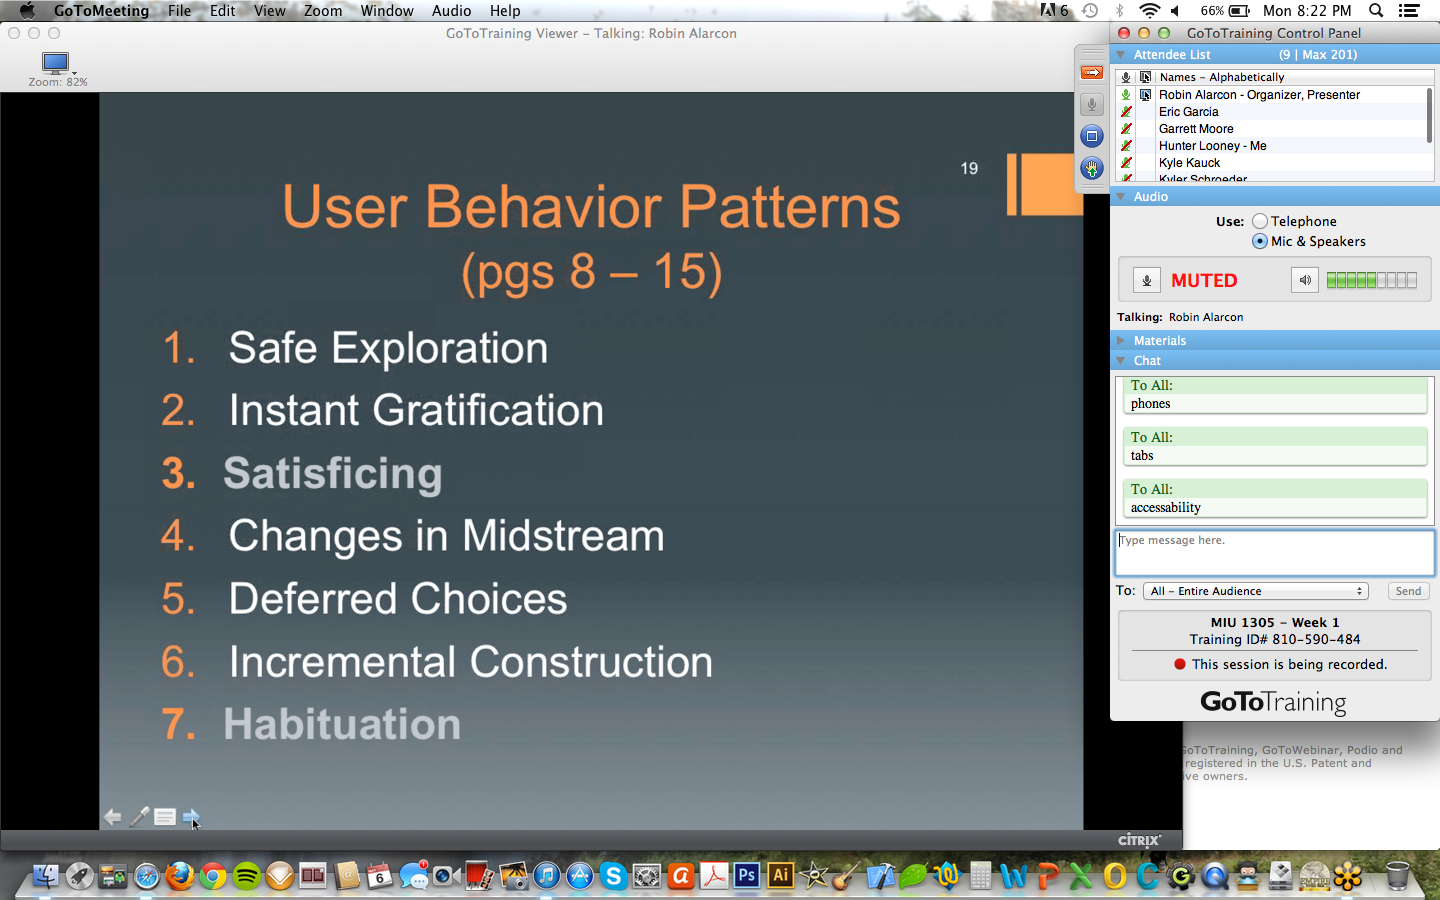 GoToMeeting File Edit View Zoom Window Audio Help
6 66% Mon 8:22 PM
GoToTraining Viewer – Talking: Robin Alarcon
Zoom: 82%
19
User Behavior Patterns
(pgs 8 – 15)
1. Safe Exploration
2. Instant Gratification
3. Satisficing
4. Changes in Midstream
5. Deferred Choices
6. Incremental Construction
7. Habituation
CITRIX
GoToTraining Control Panel
Attendee List (9 | Max 201)
Names – Alphabetically
Robin Alarcon - Organizer, Presenter
Eric Garcia
Garrett Moore
Hunter Looney - Me
Kyle Kauck
Kyler Schroeder
Audio
Use: Telephone
Mic & Speakers
MUTED
Talking: Robin Alarcon
Materials
Chat
To All:
phones
To All:
tabs
To All:
accessability
Type message here.
To: All – Entire Audience Send
MIU 1305 – Week 1
Training ID# 810-590-484
This session is being recorded.
GoToTraining
GoToTraining, GoToWebinar, Podio and
registered in the U.S. Patent and
ive owners.
6
1
Ps
Ai